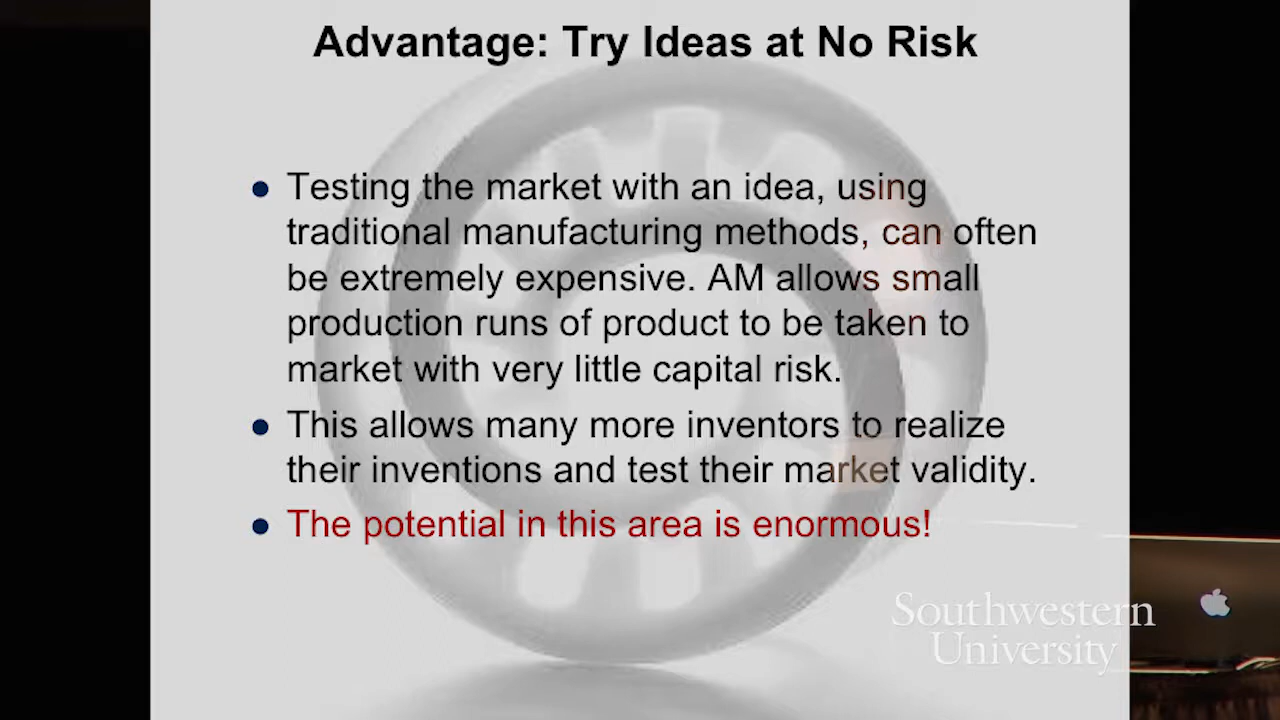 Advantage: Try Ideas at No Risk
● Testing the market with an idea, using
traditional manufacturing methods, can often
be extremely expensive. AM allows small
production runs of product to be taken to
market with very little capital risk.
● This allows many more inventors to realize
their inventions and test their market validity.
● The potential in this area is enormous!
Southwestern
University